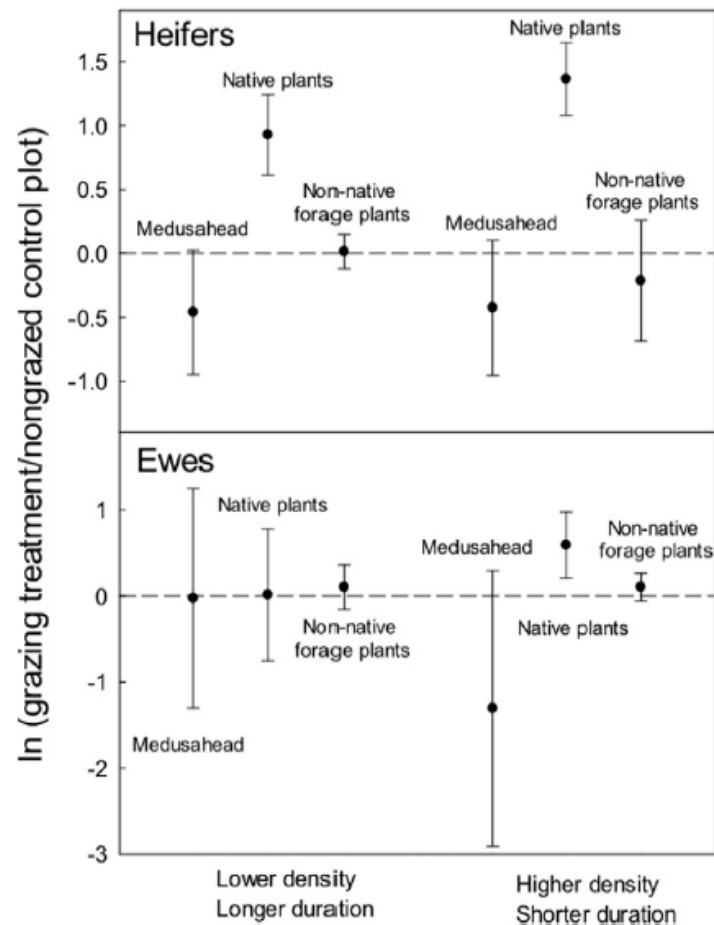 Heifers
Native plants
Native plants
Non-native
forage plants
Non-native
forage plants
Medusahead
Medusahead
1.5
1.0
0.5
0.0
-0.5
-1.0
ln (grazing treatment/nongrazed control plot)
Ewes
Native plants
Medusahead
Non-native
forage plants
Non-native
forage plants
Native plants
Medusahead
1
0
-1
-2
-3
Lower density
Longer duration
Higher density
Shorter duration